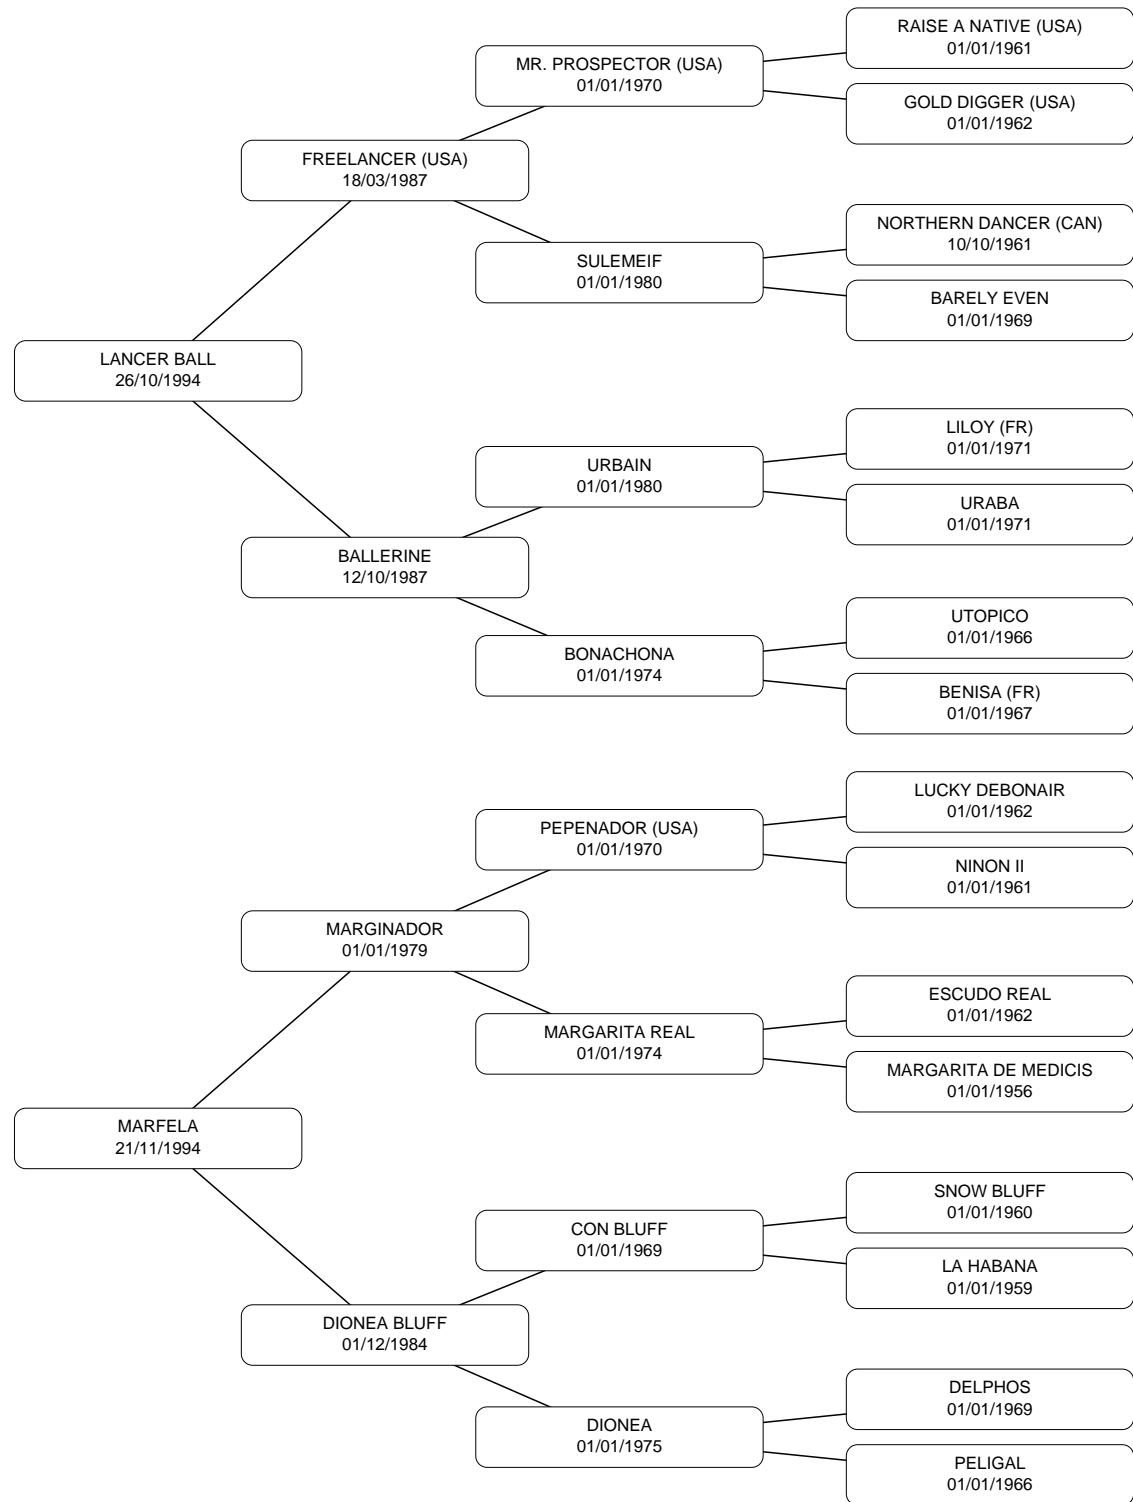 RAISE A NATIVE (USA)
01/01/1961
MR. PROSPECTOR (USA)
01/01/1970
GOLD DIGGER (USA)
01/01/1962
FREELANCER (USA)
18/03/1987
NORTHERN DANCER (CAN)
10/10/1961
SULEMEIF
01/01/1980
BARELY EVEN
01/01/1969
LANCER BALL
26/10/1994
LILOY (FR)
01/01/1971
URBAIN
01/01/1980
URABA
01/01/1971
BALLERINE
12/10/1987
UTOPICO
01/01/1966
BONACHONA
01/01/1974
BENISA (FR)
01/01/1967
LUCKY DEBONAIR
01/01/1962
PEPENADOR (USA)
01/01/1970
NINON II
01/01/1961
MARGINADOR
01/01/1979
ESCUDO REAL
01/01/1962
MARGARITA REAL
01/01/1974
MARGARITA DE MEDICIS
01/01/1956
MARFELA
21/11/1994
SNOW BLUFF
01/01/1960
CON BLUFF
01/01/1969
LA HABANA
01/01/1959
DIONEA BLUFF
01/12/1984
DELPHOS
01/01/1969
DIONEA
01/01/1975
PELIGAL
01/01/1966